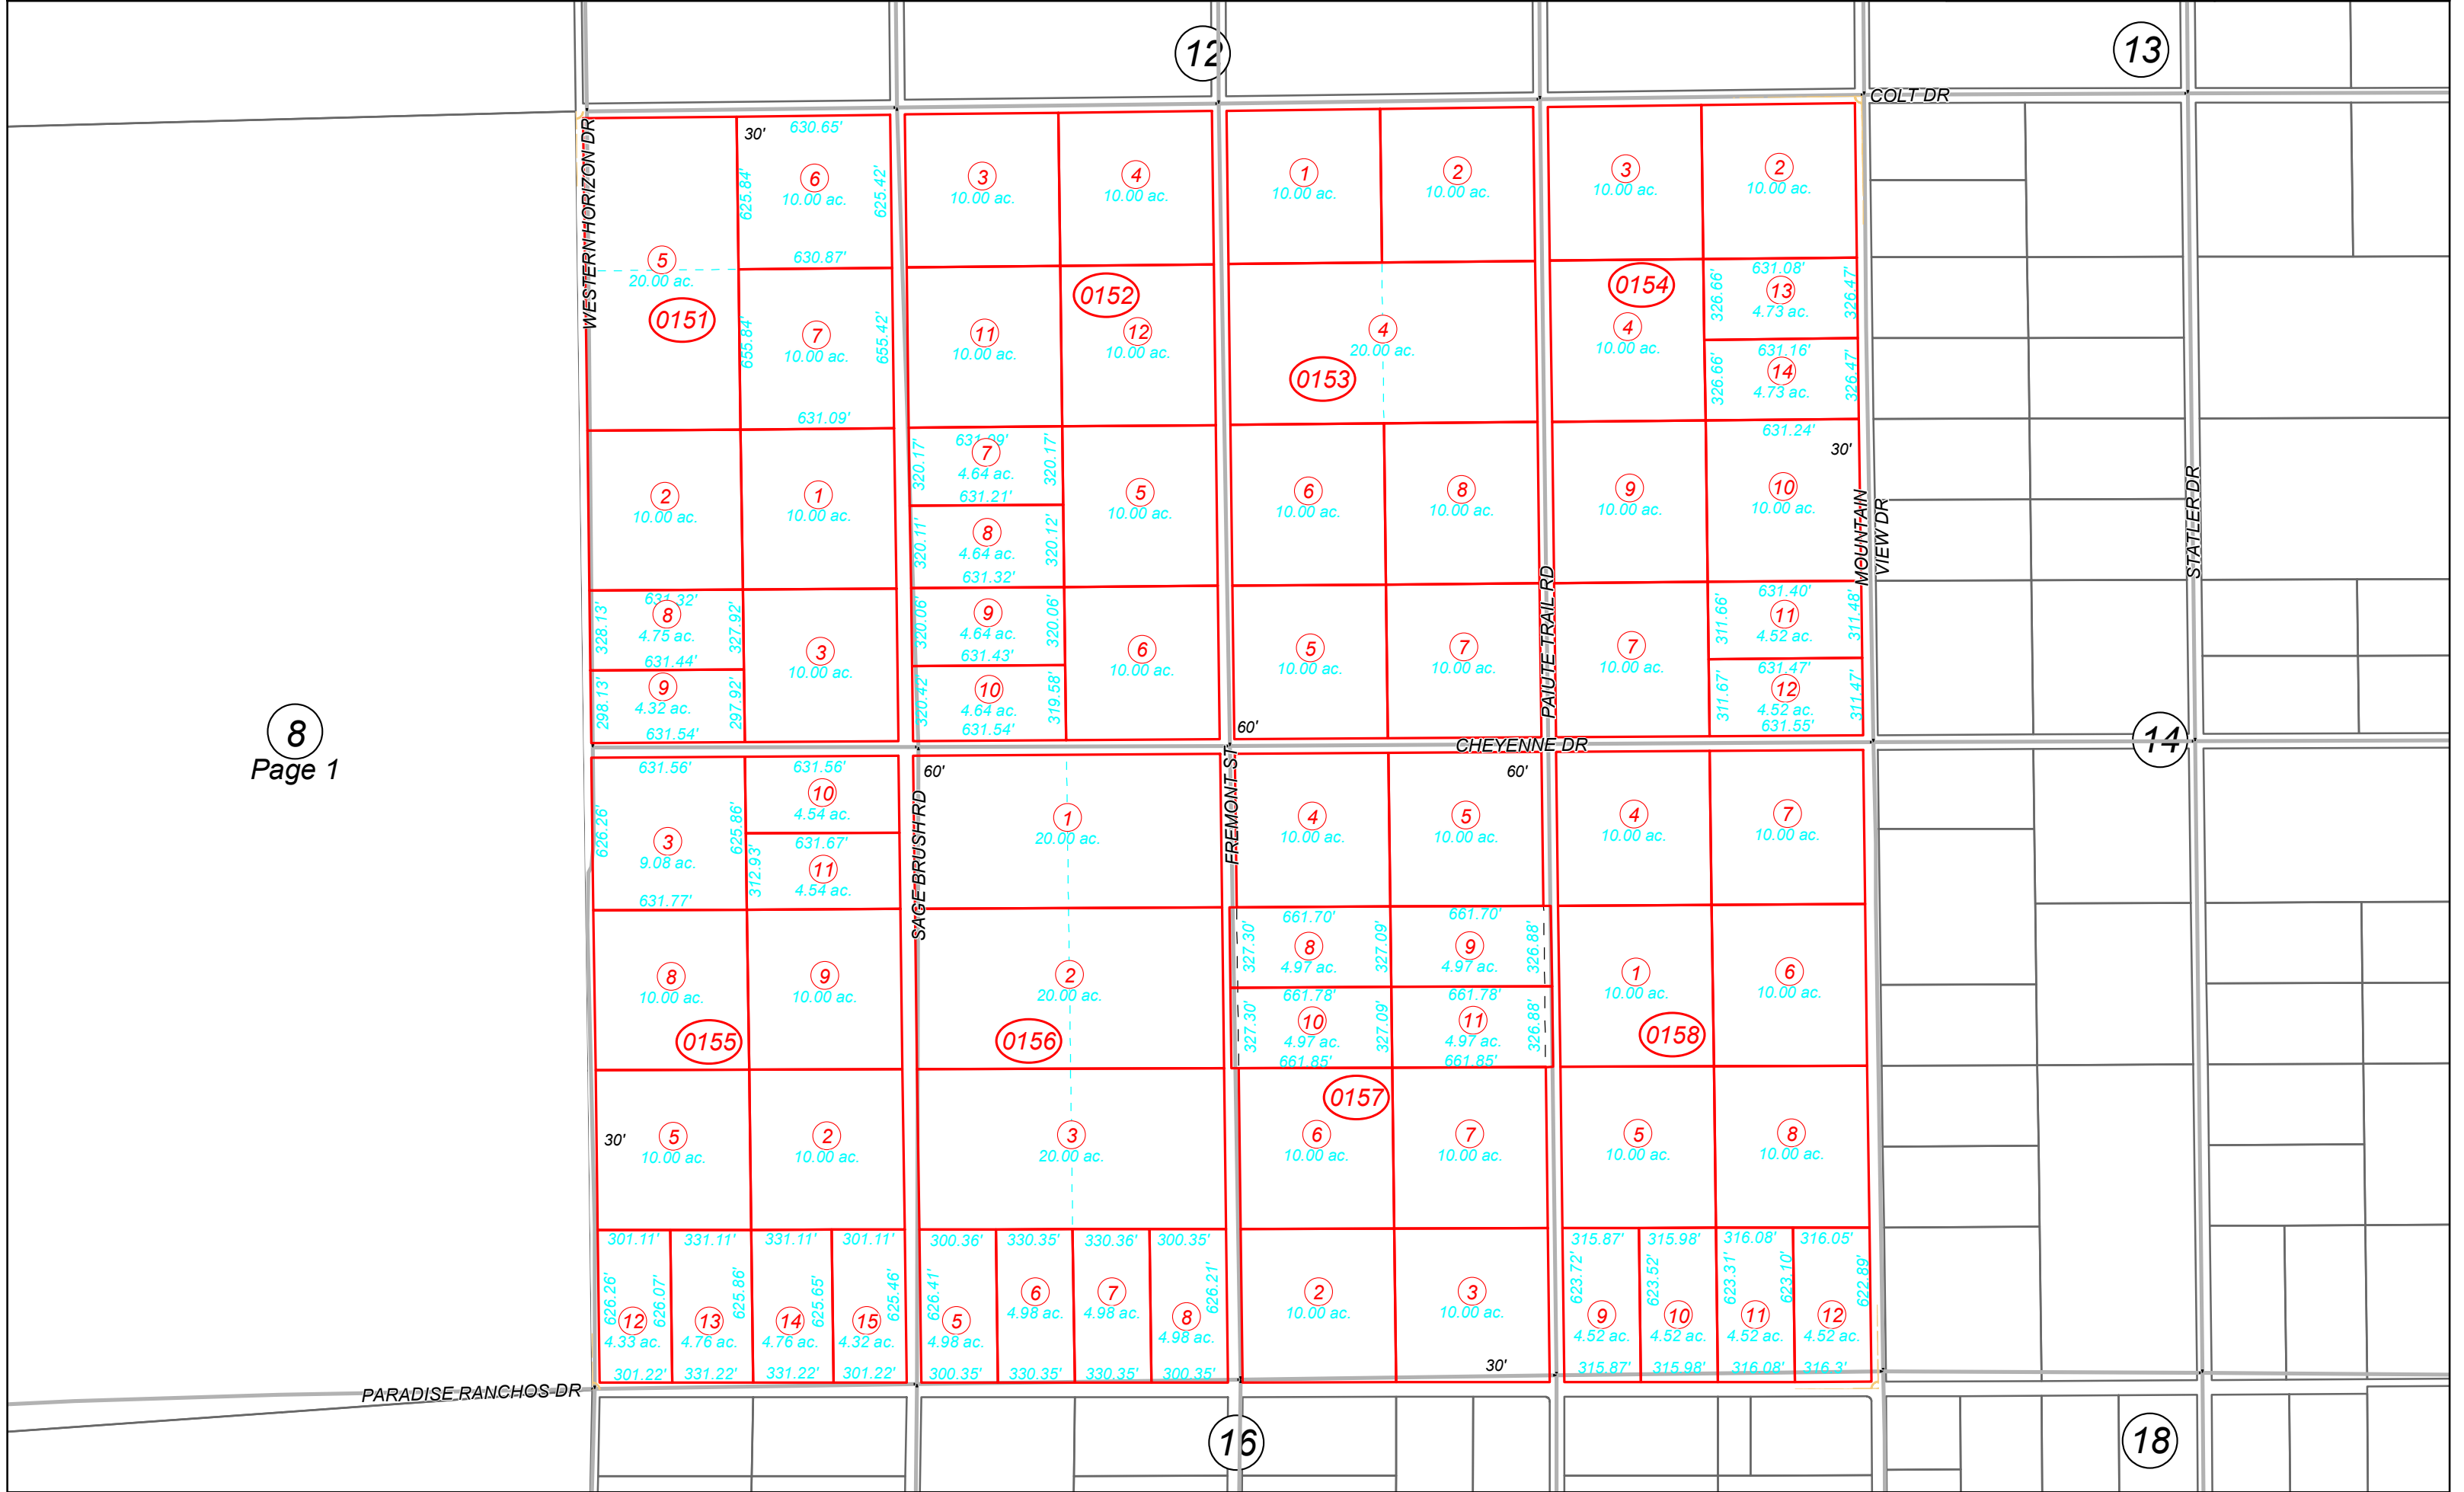 12
13
COLT DR
WESTERN HORIZON DR
30'
630.65'
625.84'
6
10.00 ac.
625.42'
630.87'
5
20.00 ac.
0151
655.84'
7
10.00 ac.
655.42'
631.09'
2
10.00 ac.
1
10.00 ac.
631.32'
328.13'
8
4.75 ac.
327.92'
631.44'
298.13'
9
4.32 ac.
297.92'
631.54'
3
10.00 ac.
3
10.00 ac.
4
10.00 ac.
0152
11
10.00 ac.
12
10.00 ac.
631.09'
320.17'
7
4.64 ac.
320.17'
631.21'
5
10.00 ac.
320.11'
8
4.64 ac.
320.12'
631.32'
320.06'
9
4.64 ac.
320.06'
631.43'
6
10.00 ac.
320.42'
10
4.64 ac.
319.58'
631.54'
1
10.00 ac.
2
10.00 ac.
4
20.00 ac.
0153
6
10.00 ac.
8
10.00 ac.
5
10.00 ac.
7
10.00 ac.
60'
PAIUTE TRAIL RD
3
10.00 ac.
2
10.00 ac.
0154
4
10.00 ac.
631.08'
326.66'
13
4.73 ac.
326.47'
631.16'
326.66'
14
4.73 ac.
326.47'
631.24'
30'
9
10.00 ac.
10
10.00 ac.
MOUNTAIN
VIEW DR
STATLER DR
7
10.00 ac.
631.40'
311.66'
11
4.52 ac.
311.48'
631.47'
311.67'
12
4.52 ac.
311.47'
631.55'
8
Page 1
CHEYENNE DR
14
631.56'
626.26'
3
9.08 ac.
625.86'
631.77'
631.56'
10
4.54 ac.
631.67'
312.93'
11
4.54 ac.
8
10.00 ac.
9
10.00 ac.
0155
30'
5
10.00 ac.
2
10.00 ac.
301.11'
331.11'
331.11'
301.11'
626.26'
626.07'
625.86'
625.65'
625.46'
12
4.33 ac.
13
4.76 ac.
14
4.76 ac.
15
4.32 ac.
301.22'
331.22'
331.22'
301.22'
SAGE BRUSH RD
60'
1
20.00 ac.
2
20.00 ac.
0156
3
20.00 ac.
300.36'
330.35'
330.36'
300.35'
626.41'
5
4.98 ac.
6
4.98 ac.
7
4.98 ac.
8
4.98 ac.
626.21'
300.35'
330.35'
330.35'
300.35'
FREMONT ST
60'
4
10.00 ac.
5
10.00 ac.
661.70'
661.70'
327.30'
8
4.97 ac.
327.09'
9
4.97 ac.
326.88'
661.78'
661.78'
327.30'
10
4.97 ac.
327.09'
11
4.97 ac.
326.88'
661.85'
661.85'
0157
6
10.00 ac.
7
10.00 ac.
2
10.00 ac.
3
10.00 ac.
30'
4
10.00 ac.
7
10.00 ac.
1
10.00 ac.
6
10.00 ac.
0158
5
10.00 ac.
8
10.00 ac.
315.87'
315.98'
316.08'
316.05'
623.72'
623.52'
623.31'
623.10'
622.89'
9
4.52 ac.
10
4.52 ac.
11
4.52 ac.
12
4.52 ac.
315.87'
315.98'
316.08'
316.3'
PARADISE RANCHOS DR
16
18